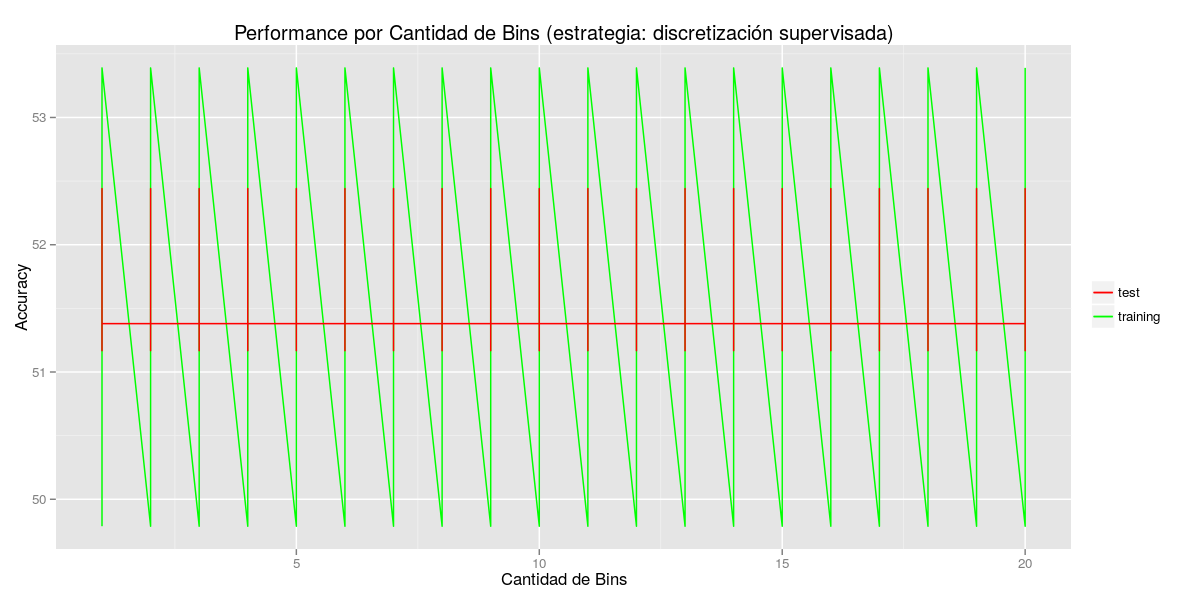 Performance por Cantidad de Bins (estrategia: discretización supervisada)
53
52
51
50
Accuracy
5
10
15
20
Cantidad de Bins
test
training